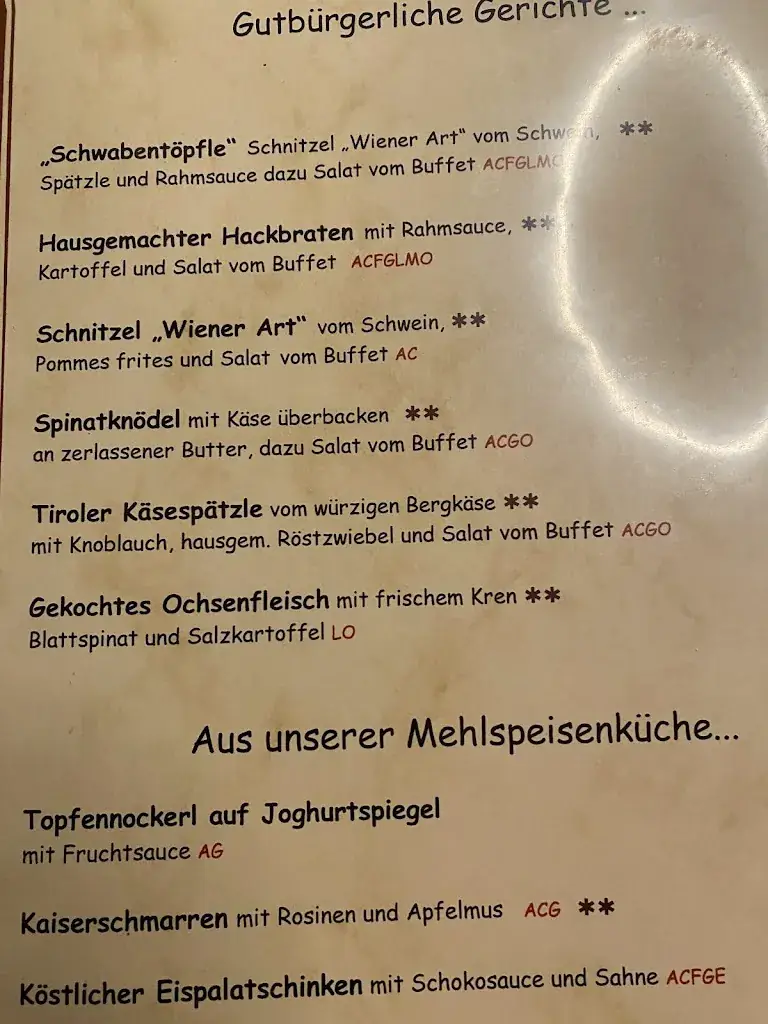 Gutbürgerliche Gerichte ...
„Schwabentöpfle“ Schnitzel „Wiener Art“ vom Schwein, **
Spätzle und Rahmsauce dazu Salat vom Buffet ACFGLMO
Hausgemachter Hackbraten mit Rahmsauce, **
Kartoffel und Salat vom Buffet ACFGLMO
Schnitzel „Wiener Art“ vom Schwein, **
Pommes frites und Salat vom Buffet AC
Spinatknödel mit Käse überbacken **
an zerlassener Butter, dazu Salat vom Buffet ACGO
Tiroler Käsespätzle vom würzigen Bergkäse **
mit Knoblauch, hausgem. Röstzwiebel und Salat vom Buffet ACGO
Gekochtes Ochsenfleisch mit frischem Kren **
Blattspinat und Salzkartoffel LO
Aus unserer Mehlspeisenküche...
Topfennockerl auf Joghurtspiegel
mit Fruchtsauce AG
Kaiserschmarren mit Rosinen und Apfelmus ACG **
Köstlicher Eispalatschinken mit Schokosauce und Sahne ACFGE